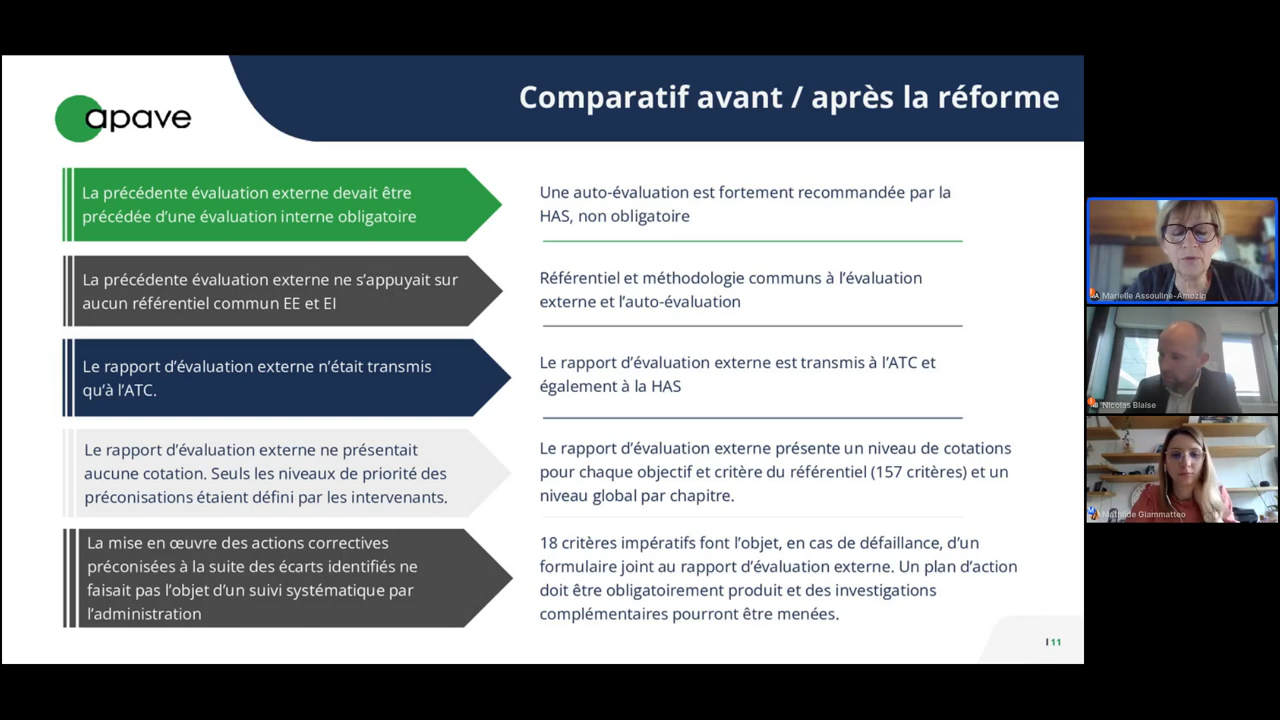 apave
Comparatif avant / après la réforme
La précédente évaluation externe devait être
précédée d’une évaluation interne obligatoire
Une auto-évaluation est fortement recommandée par la
HAS, non obligatoire
La précédente évaluation externe ne s’appuyait sur
aucun référentiel commun EE et EI
Référentiel et méthodologie communs à l’évaluation
externe et l’auto-évaluation
Le rapport d’évaluation externe n’était transmis
qu’à l’ATC.
Le rapport d’évaluation externe est transmis à l’ATC et
également à la HAS
Le rapport d’évaluation externe ne présentait
aucune cotation. Seuls les niveaux de priorité des
préconisations étaient défini par les intervenants.
Le rapport d’évaluation externe présente un niveau de cotations
pour chaque objectif et critère du référentiel (157 critères) et un
niveau global par chapitre.
La mise en œuvre des actions correctives
préconisées à la suite des écarts identifiés ne
faisait pas l’objet d’un suivi systématique par
l’administration
18 critères impératifs font l’objet, en cas de défaillance, d’un
formulaire joint au rapport d’évaluation externe. Un plan d’action
doit être obligatoirement produit et des investigations
complémentaires pourront être menées.
I 11
Marielle Assouline-Amozig
Nicolas Blaise
Mathilde Giammatteo